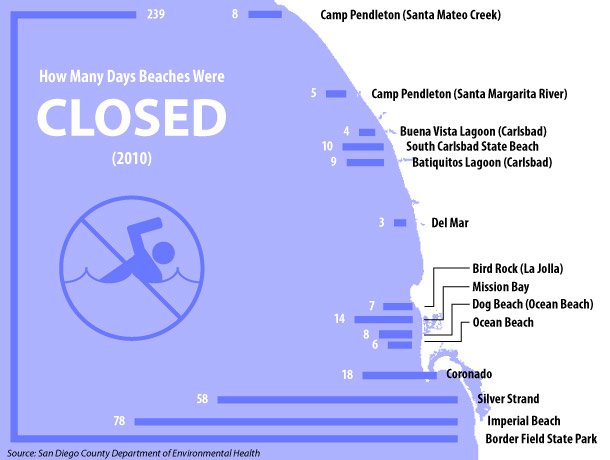 239
8
Camp Pendleton (Santa Mateo Creek)
How Many Days Beaches Were
CLOSED
(2010)
5
Camp Pendleton (Santa Margarita River)
4
Buena Vista Lagoon (Carlsbad)
10
South Carlsbad State Beach
9
Batiquitos Lagoon (Carlsbad)
3
Del Mar
Bird Rock (La Jolla)
Mission Bay
Dog Beach (Ocean Beach)
Ocean Beach
7
14
8
6
18
Coronado
58
Silver Strand
78
Imperial Beach
Border Field State Park
Source: San Diego County Department of Environmental Health